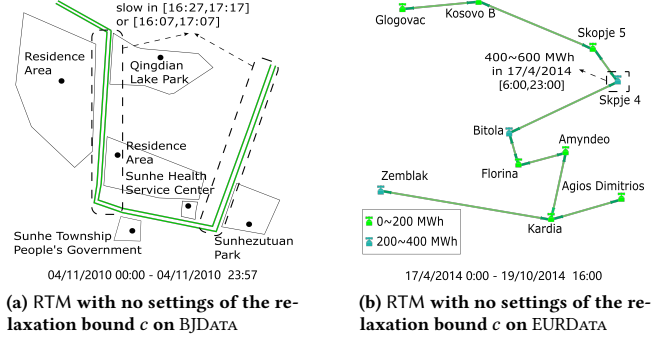 slow in [16:27,17:17]
or [16:07,17:07]
Residence
Area
Qingdian
Lake Park
Residence
Area
Sunhe Health
Service Center
Sunhe Township
People's Government
Sunhezutuan
Park
04/11/2010 00:00 - 04/11/2010 23:57
(a) RTM with no settings of the re-
laxation bound c on BJData
Glogovac
Kosovo B
Skopje 5
400~600 MWh
in 17/4/2014
[6:00,23:00]
Skpje 4
Bitola
Amyndeo
Florina
Zemblak
Agios Dimitrios
Kardia
0~200 MWh
200~400 MWh
17/4/2014 0:00 - 19/10/2014 16:00
(b) RTM with no settings of the re-
laxation bound c on EURData